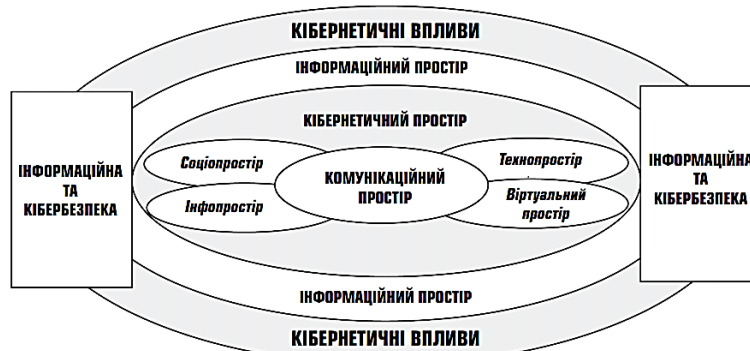 КІБЕРНЕТИЧНІ ВПЛИВИ
ІНФОРМАЦІЙНИЙ ПРОСТІР
КІБЕРНЕТИЧНИЙ ПРОСТІР
ІНФОРМАЦІЙНА
ТА
КІБЕРБЕЗПЕКА
Соціопростір
Інфопростір
КОМУНІКАЦІЙНИЙ
ПРОСТІР
Технопростір
Віртуальний
простір
ІНФОРМАЦІЙНА
ТА
КІБЕРБЕЗПЕКА
ІНФОРМАЦІЙНИЙ ПРОСТІР
КІБЕРНЕТИЧНІ ВПЛИВИ